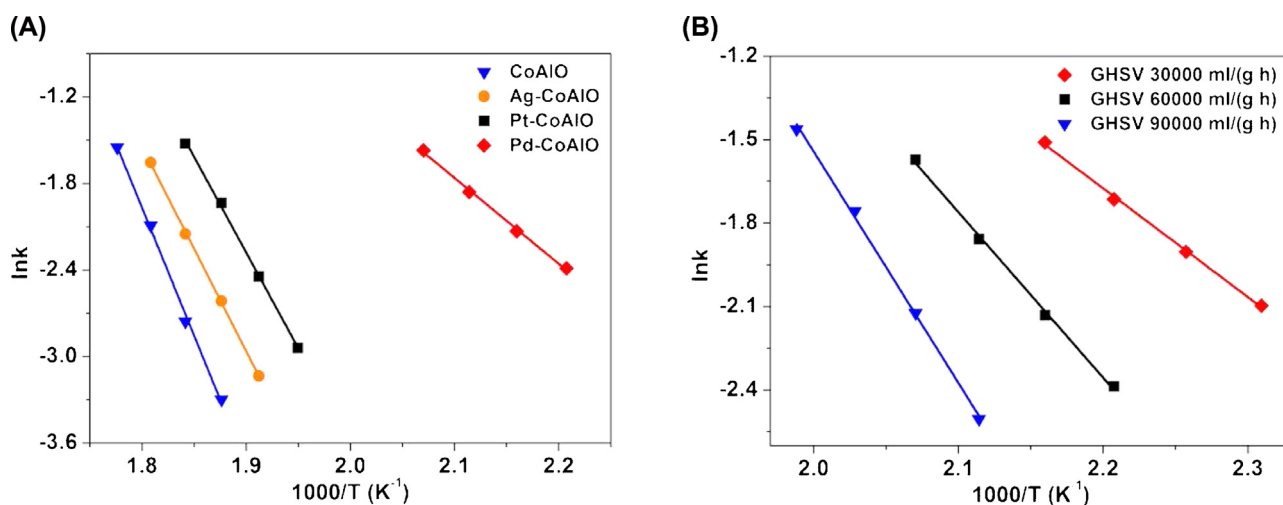 (A)
-1.2
-1.8
-2.4
-3.0
-3.6
lnk
CoAlO
Ag-CoAlO
Pt-CoAlO
Pd-CoAlO
1.8 1.9 2.0 2.1 2.2
1000/T (K⁻¹)
(B)
-1.2
-1.5
-1.8
-2.1
-2.4
lnk
GHSV 30000 ml/(g h)
GHSV 60000 ml/(g h)
GHSV 90000 ml/(g h)
2.0 2.1 2.2 2.3
1000/T (K⁻¹)